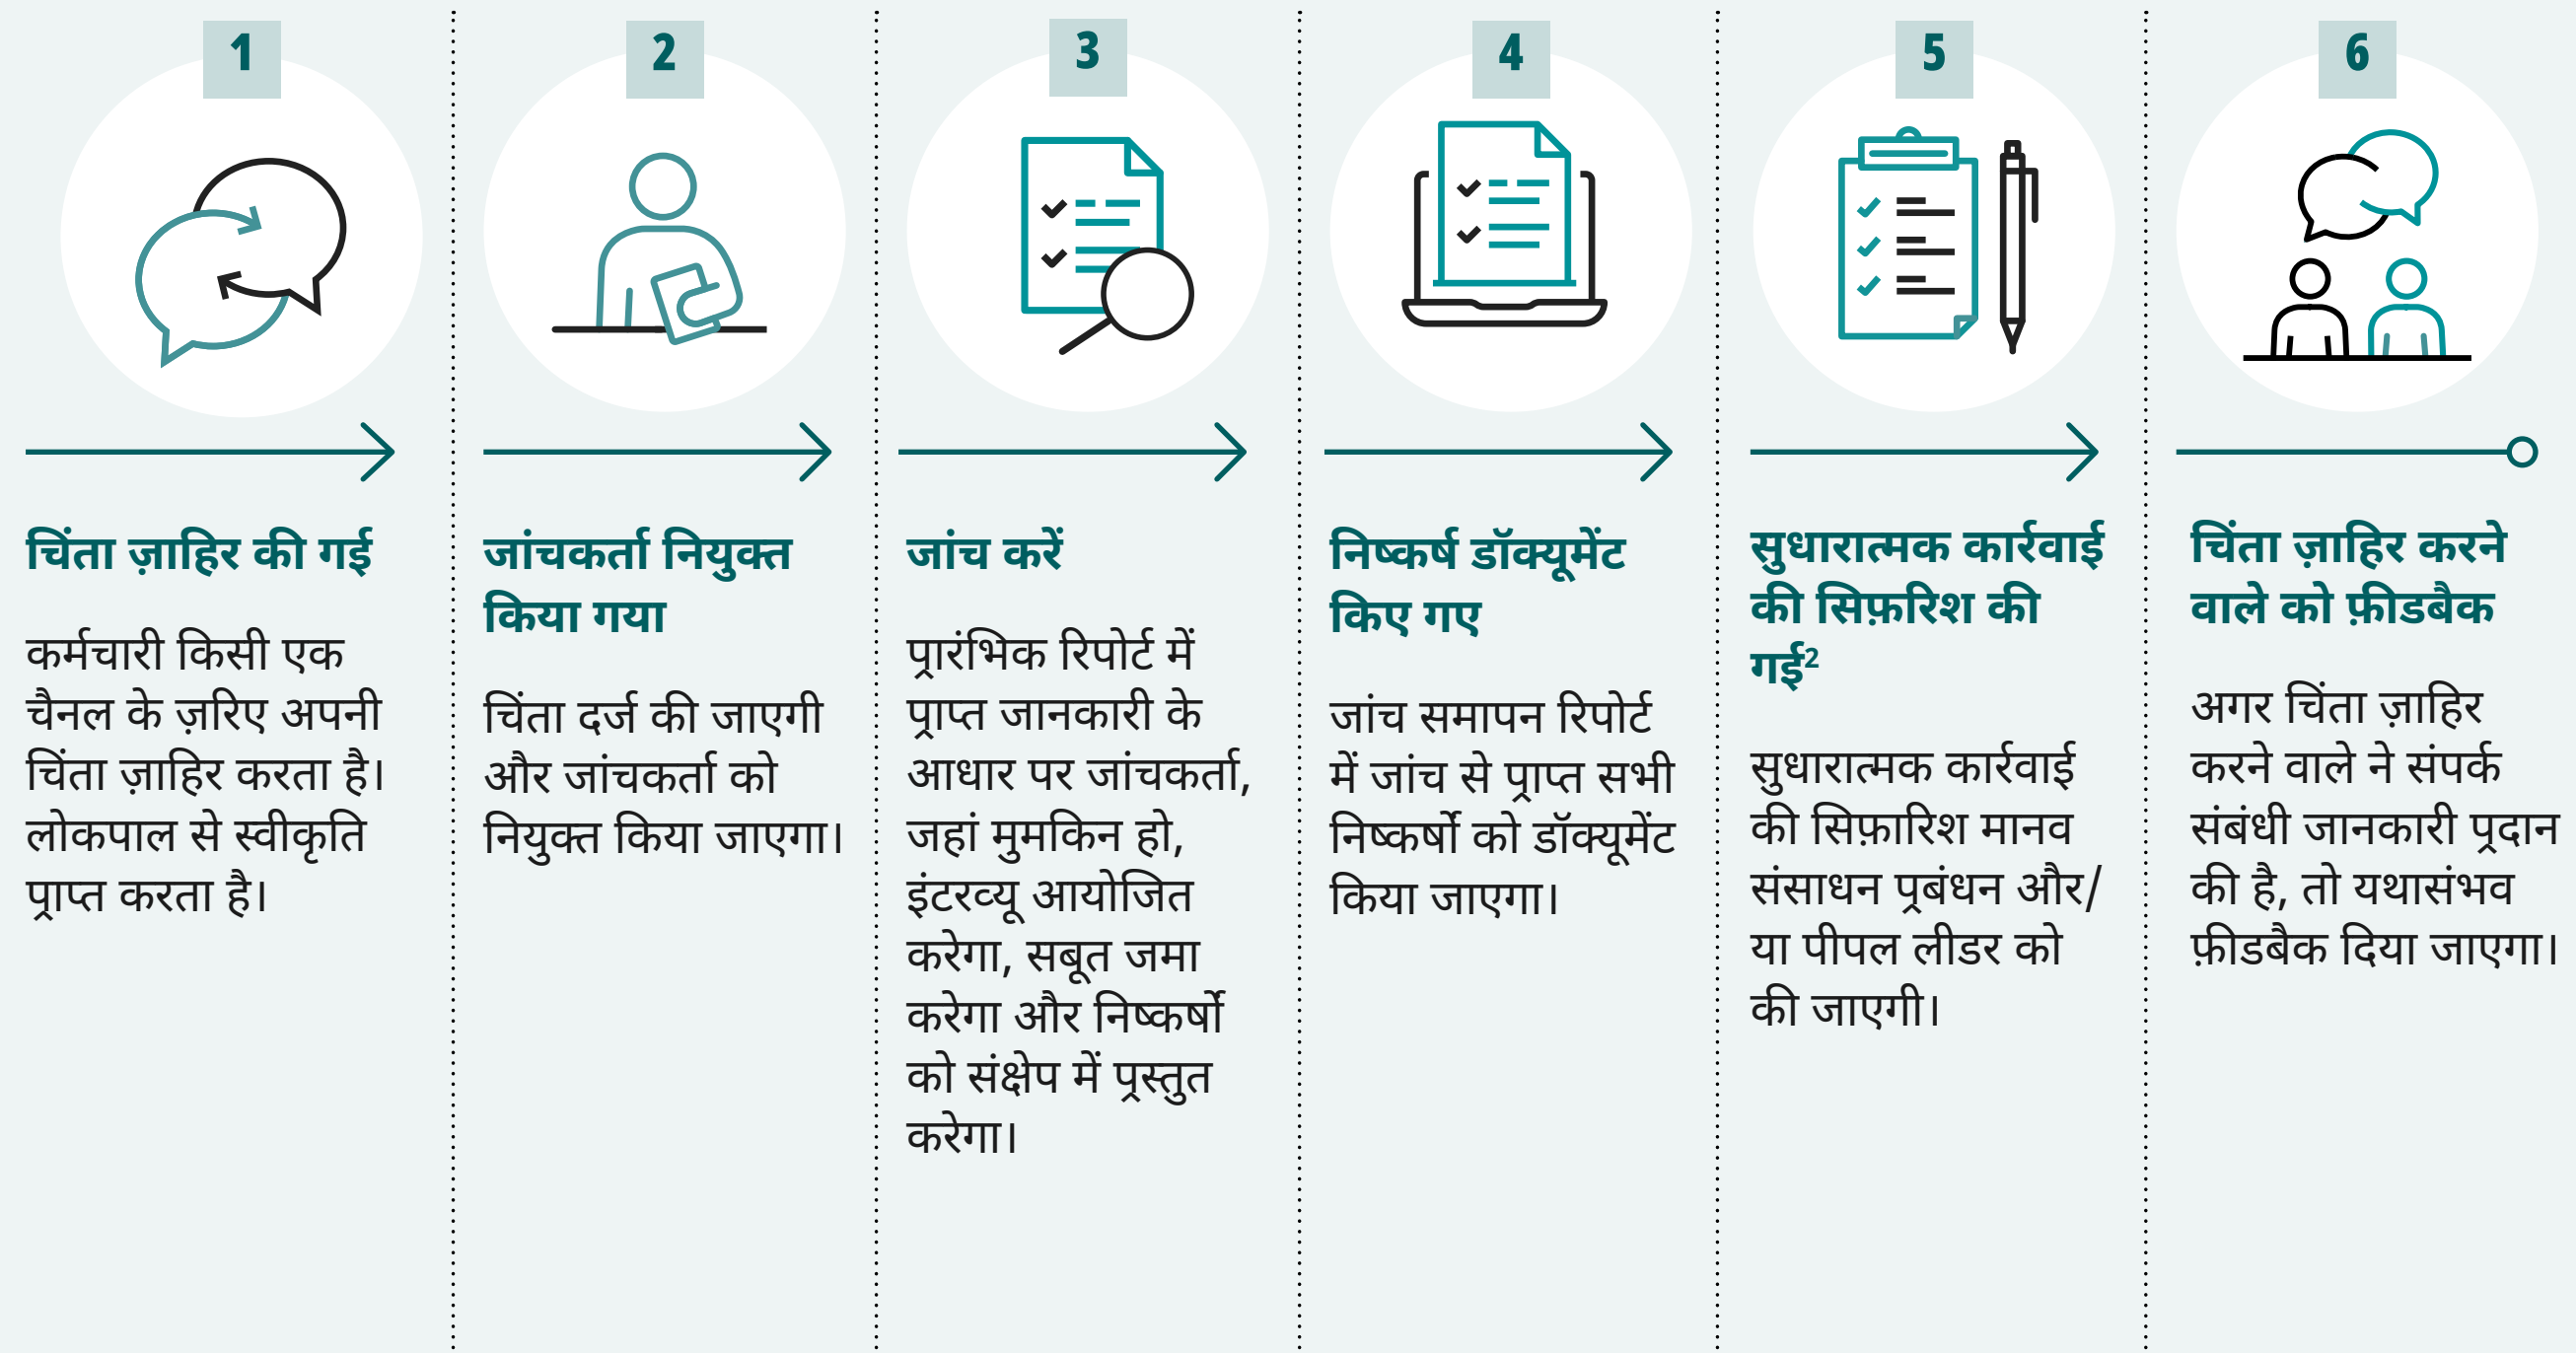 1
चिंता ज़ाहिर की गई
कर्मचारी किसी एक
चैनल के ज़रिए अपनी
चिंता ज़ाहिर करता है।
लोकपाल से स्वीकृति
प्राप्त करता है।
2
जांचकर्ता नियुक्त
किया गया
चिंता दर्ज की जाएगी
और जांचकर्ता को
नियुक्त किया जाएगा।
3
जांच करें
प्रारंभिक रिपोर्ट में
प्राप्त जानकारी के
आधार पर जांचकर्ता,
जहां मुमकिन हो,
इंटरव्यू आयोजित
करेगा, सबूत जमा
करेगा और निष्कर्षों
को संक्षेप में प्रस्तुत
करेगा।
4
निष्कर्ष डॉक्यूमेंट
किए गए
जांच समापन रिपोर्ट
में जांच से प्राप्त सभी
निष्कर्षों को डॉक्यूमेंट
किया जाएगा।
5
सुधारात्मक कार्रवाई
की सिफ़रिश की
गई²
सुधारात्मक कार्रवाई
की सिफ़ारिश मानव
संसाधन प्रबंधन और/
या पीपल लीडर को
की जाएगी।
6
चिंता ज़ाहिर करने
वाले को फ़ीडबैक
अगर चिंता ज़ाहिर
करने वाले ने संपर्क
संबंधी जानकारी प्रदान
की है, तो यथासंभव
फ़ीडबैक दिया जाएगा।